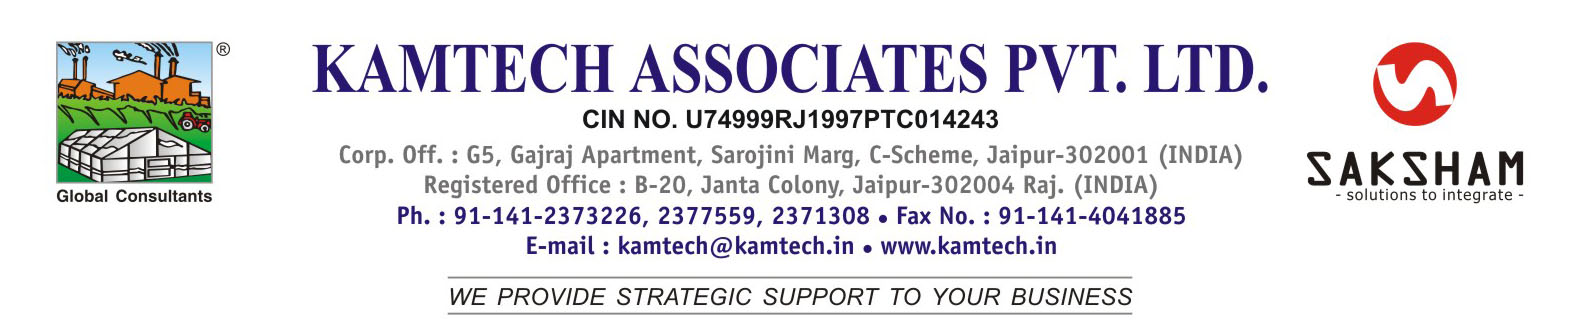 ®
KAMTECH ASSOCIATES PVT. LTD.
CIN NO. U74999RJ1997PTC014243
Corp. Off. : G5, Gajraj Apartment, Sarojini Marg, C-Scheme, Jaipur-302001 (INDIA)
Registered Office : B-20, Janta Colony, Jaipur-302004 Raj. (INDIA)
Global Consultants
SAKSHAM
- solutions to integrate -
Ph. : 91-141-2373226, 2377559, 2371308 • Fax No. : 91-141-4041885
E-mail : kamtech@kamtech.in • www.kamtech.in
WE PROVIDE STRATEGIC SUPPORT TO YOUR BUSINESS